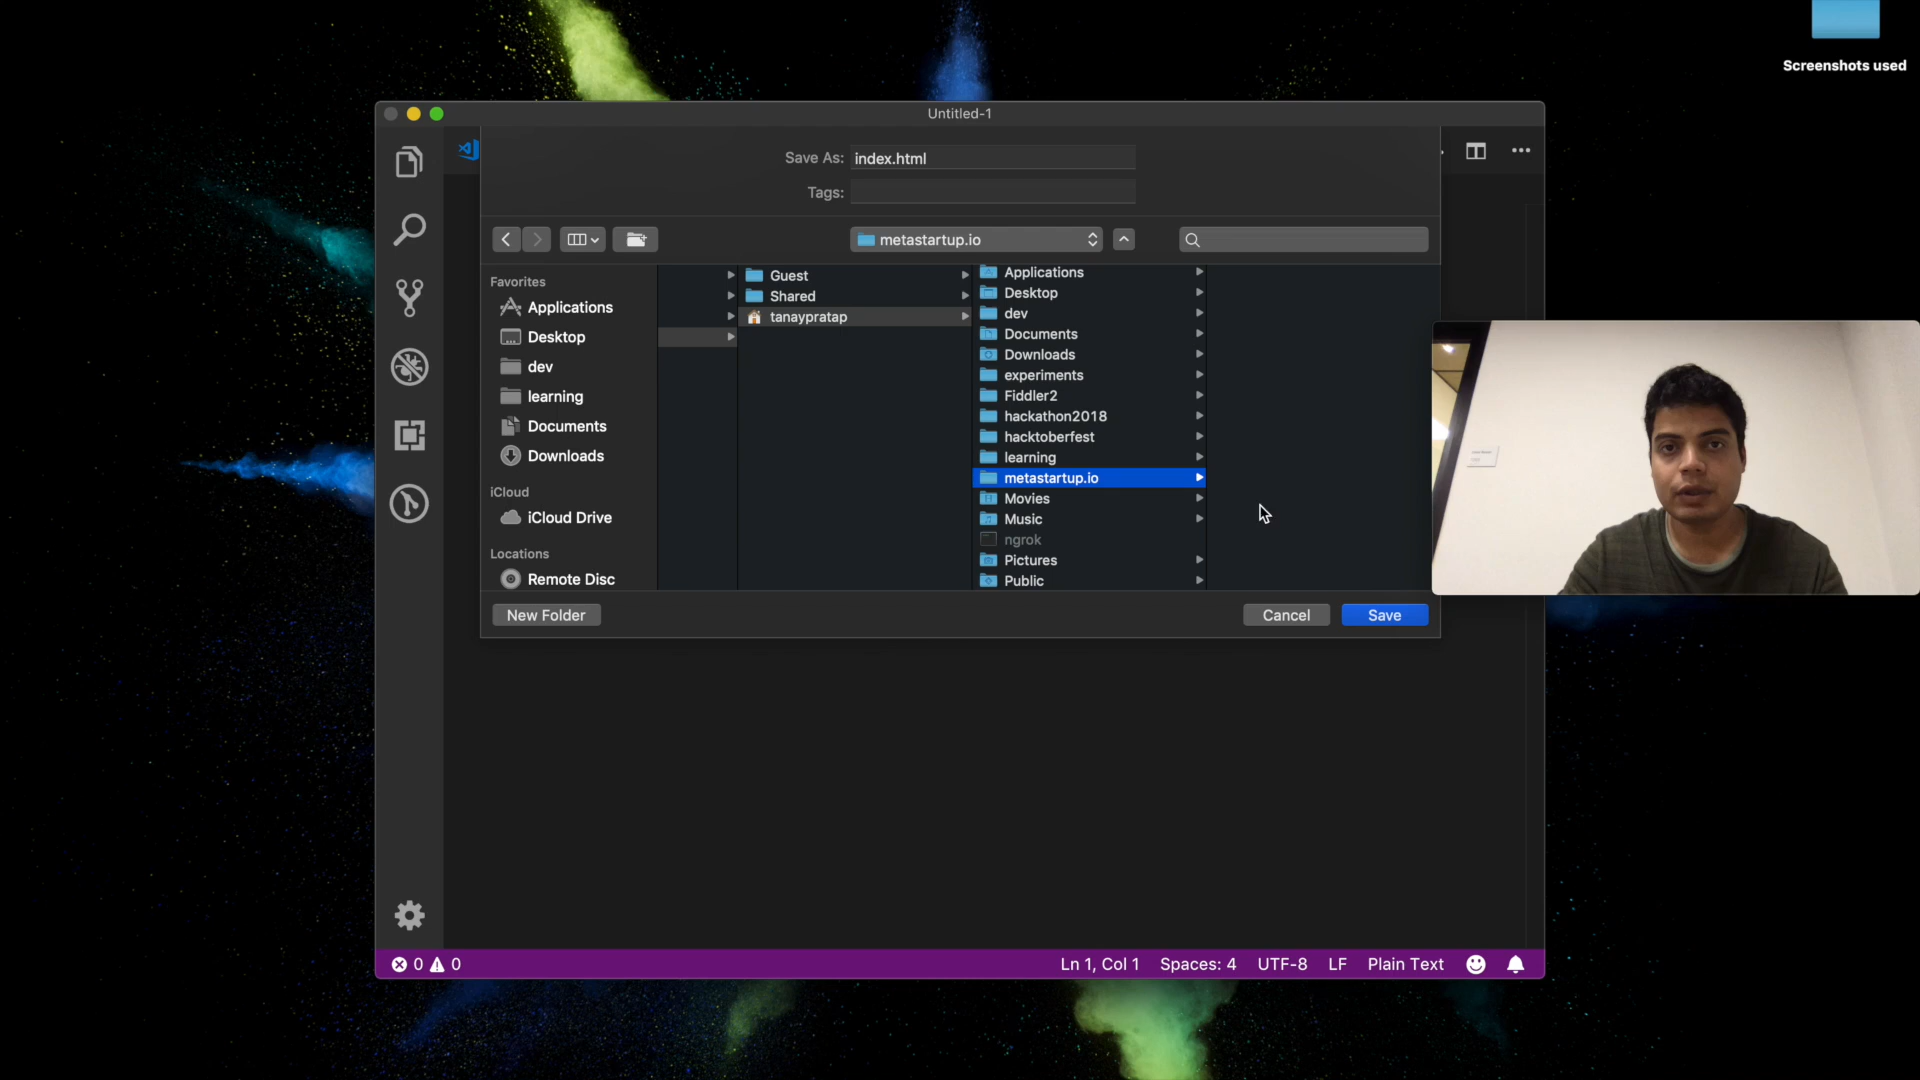 Screenshots used
Untitled-1
Save As: index.html
Tags:
metastartup.io
Favorites
Applications
Desktop
dev
learning
Documents
Downloads
iCloud
iCloud Drive
Locations
Remote Disc
Guest
Shared
tanaypratap
Applications
Desktop
dev
Documents
Downloads
experiments
Fiddler2
hackathon2018
hacktoberfest
learning
metastartup.io
Movies
Music
ngrok
Pictures
Public
New Folder
Cancel
Save
0 0
Ln 1, Col 1
Spaces: 4
UTF-8
LF
Plain Text